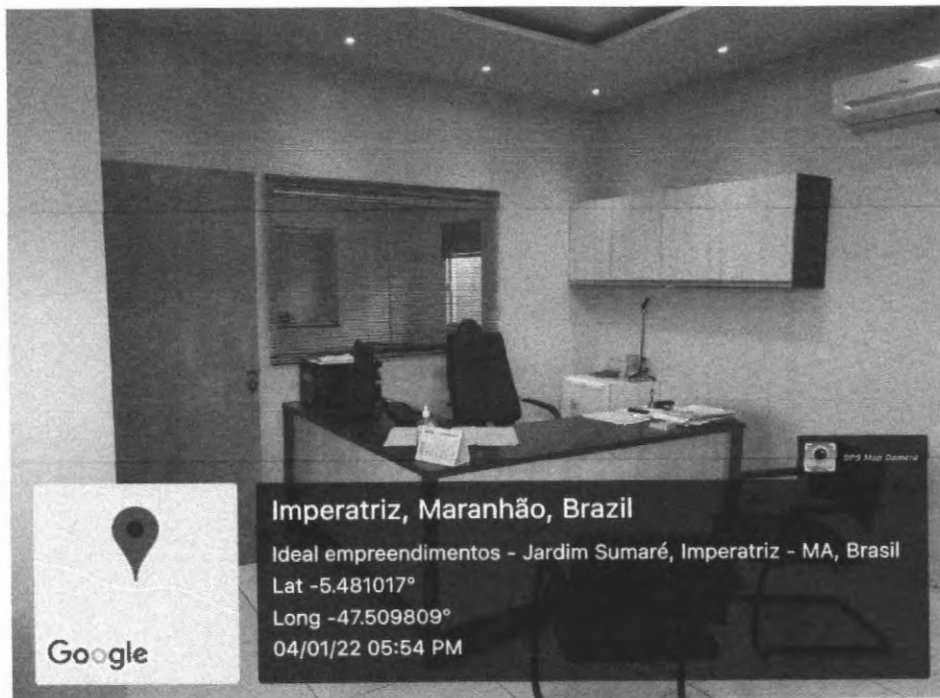 GPS Map Camera
Imperatriz, Maranhão, Brazil
Ideal empreendimentos - Jardim Sumaré, Imperatriz - MA, Brasil
Lat -5.481017°
Long -47.509809°
04/01/22 05:54 PM
Google